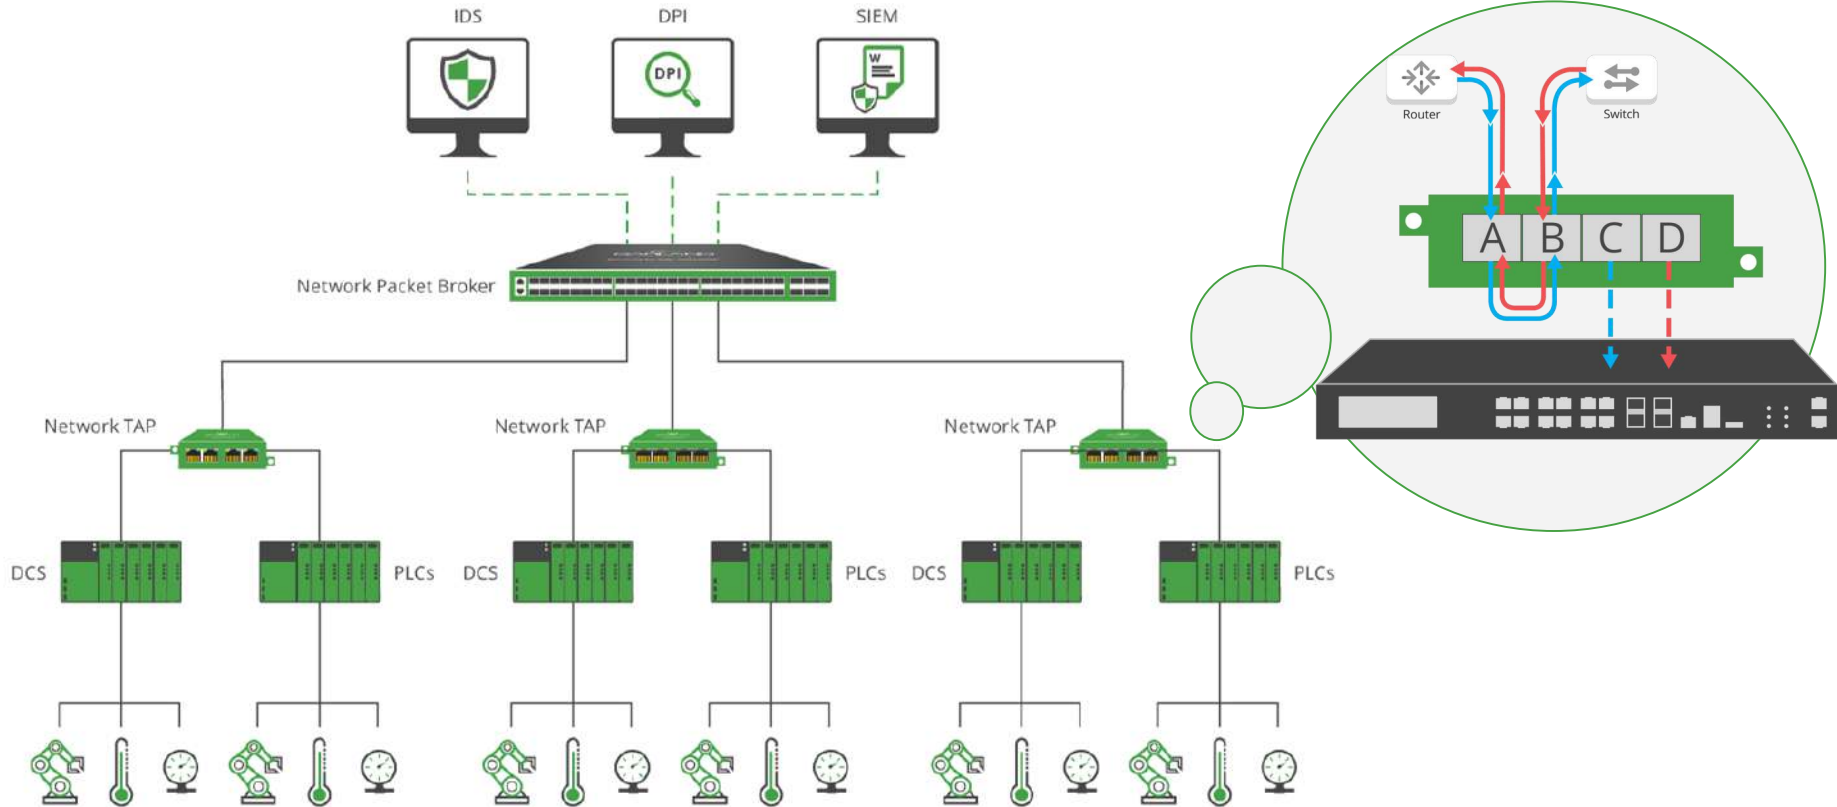 IDS
DPI
SIEM
DPI
W
Network Packet Broker
Network TAP
Network TAP
Network TAP
DCS
PLCs
DCS
PLCs
DCS
PLCs
Router
Switch
A B C D